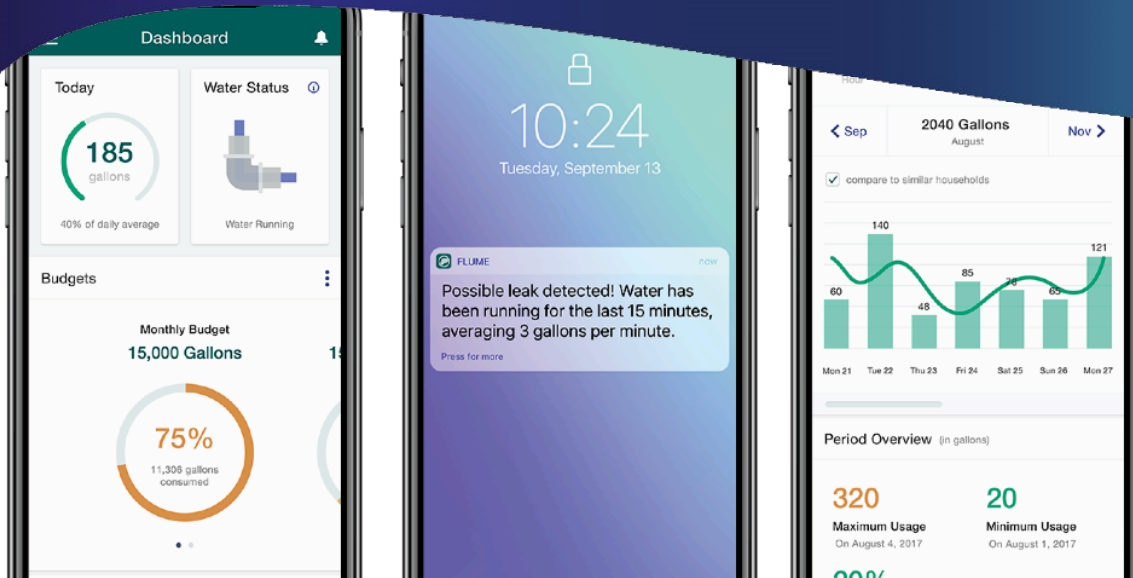 Dashboard
Today
185
gallons
40% of daily average
Water Status
Water Running
Budgets
Monthly Budget
15,000 Gallons
75%
11,306 gallons
consumed
10:24
Tuesday, September 13
FLUME
now
Possible leak detected! Water has
been running for the last 15 minutes,
averaging 3 gallons per minute.
Press for more
Hour
Sep
2040 Gallons
August
Nov
compare to similar households
60
140
48
85
76
65
121
Mon 21
Tue 22
Thu 23
Fri 24
Sat 25
Sun 26
Mon 27
Period Overview (in gallons)
320
Maximum Usage
On August 4, 2017
20
Minimum Usage
On August 1, 2017